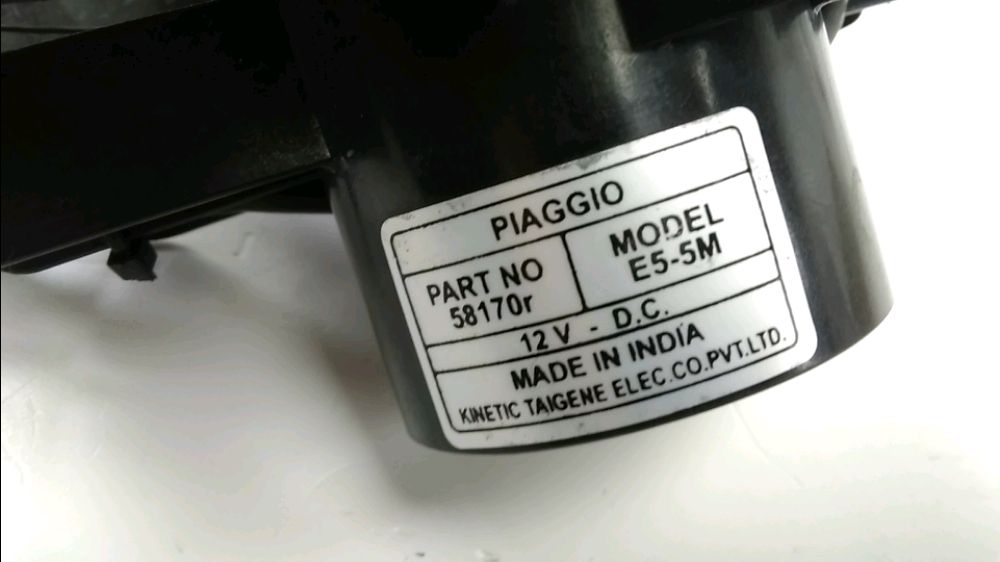 PIAGGIO
PART NO
58170r
MODEL
E5-5M
12 V - D.C.
MADE IN INDIA
KINETIC TAIGENE ELEC.CO.PVT.LTD.